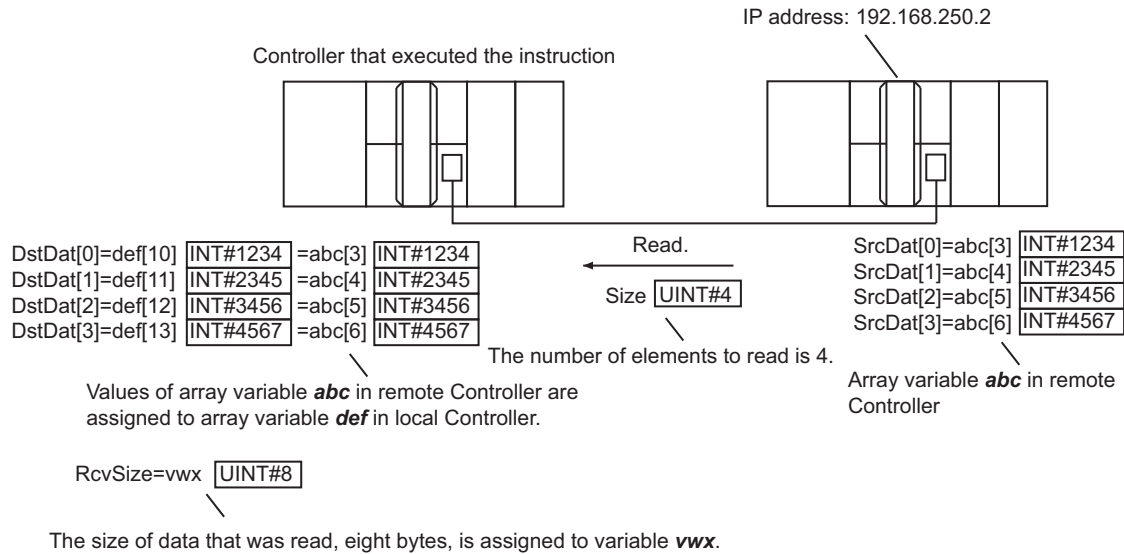 IP address: 192.168.250.2
Controller that executed the instruction
DstDat[0]=def[10] INT#1234 =abc[3] INT#1234
DstDat[1]=def[11] INT#2345 =abc[4] INT#2345
DstDat[2]=def[12] INT#3456 =abc[5] INT#3456
DstDat[3]=def[13] INT#4567 =abc[6] INT#4567
Read.
Size UINT#4
The number of elements to read is 4.
SrcDat[0]=abc[3] INT#1234
SrcDat[1]=abc[4] INT#2345
SrcDat[2]=abc[5] INT#3456
SrcDat[3]=abc[6] INT#4567
Array variable abc in remote
Controller
Values of array variable abc in remote Controller are
assigned to array variable def in local Controller.
RcvSize=vwx UINT#8
The size of data that was read, eight bytes, is assigned to variable vwx.